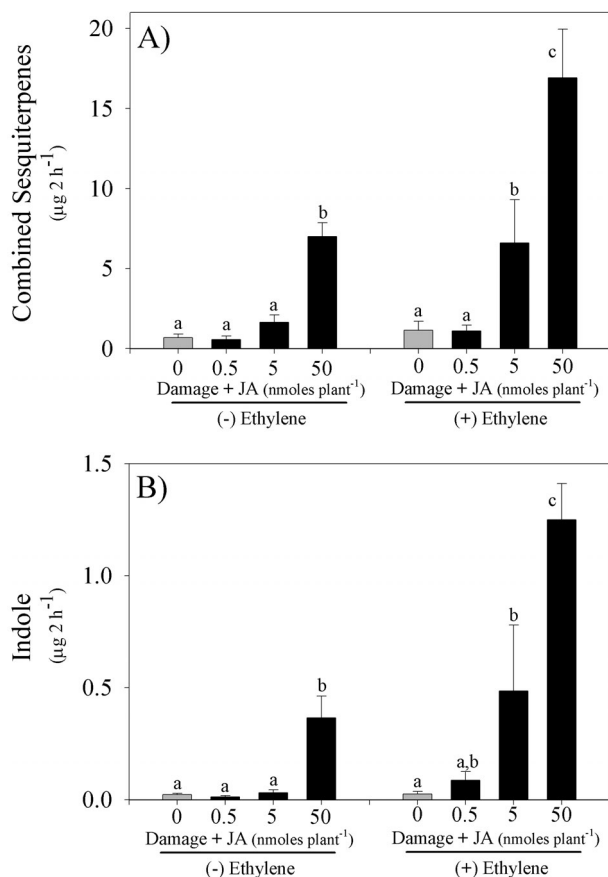 A)
Combined Sesquiterpenes
(µg 2 h⁻¹)
20
15
10
5
0
a a a b a a b c
0 0.5 5 50 0 0.5 5 50
Damage + JA (nmoles plant⁻¹) Damage + JA (nmoles plant⁻¹)
(-) Ethylene (+) Ethylene
B)
Indole
(µg 2 h⁻¹)
1.5
1.0
0.5
0.0
a a a b a a,b b c
0 0.5 5 50 0 0.5 5 50
Damage + JA (nmoles plant⁻¹) Damage + JA (nmoles plant⁻¹)
(-) Ethylene (+) Ethylene